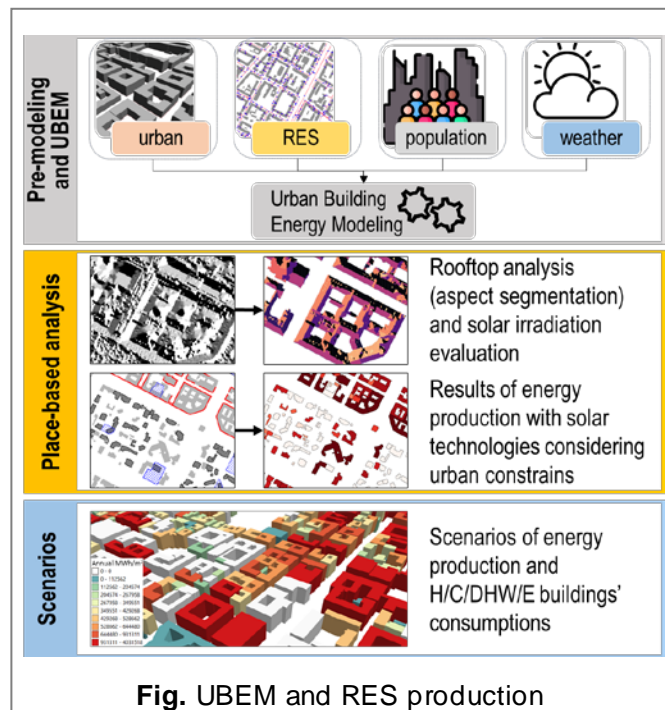 Pre-modeling
and UBEM
urban
RES
population
weather
Urban Building
Energy Modeling
Place-based analysis
Rooftop analysis
(aspect segmentation)
and solar irradiation
evaluation
Results of energy
production with solar
technologies considering
urban constrains
Scenarios
Annual MWh/
Scenarios of energy
production and
H/C/DHW/E buildings'
consumptions
Fig. UBEM and RES production